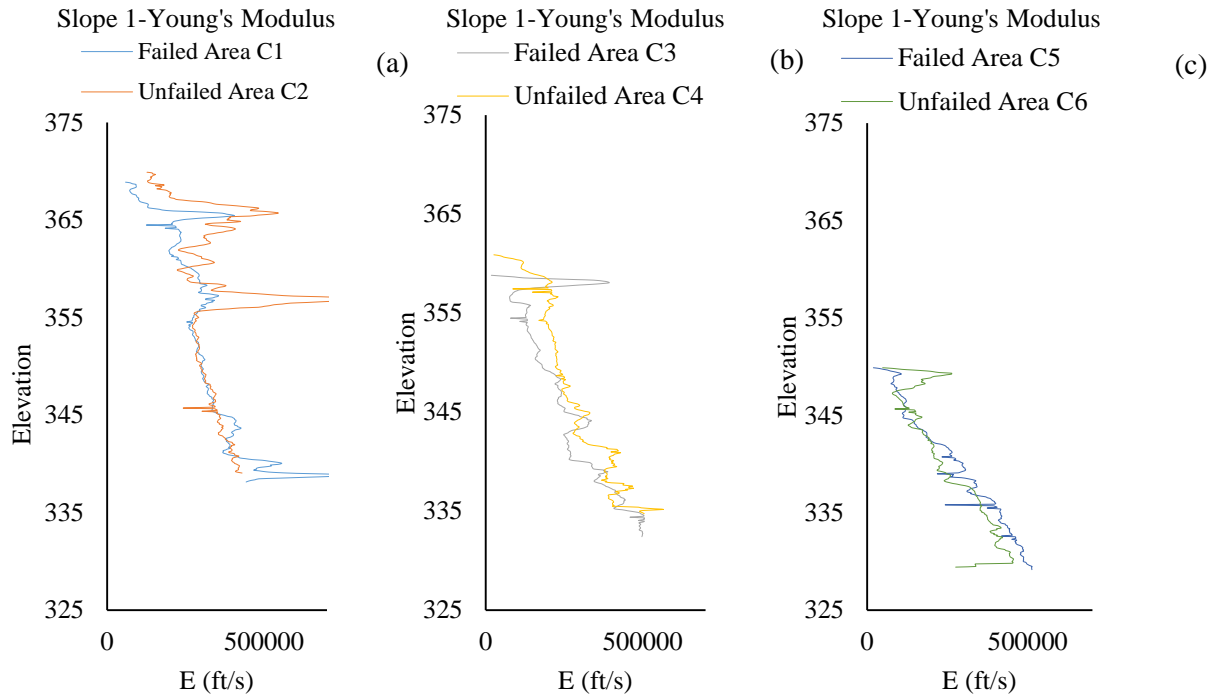 Slope 1-Young's Modulus
Failed Area C1
Unfailed Area C2
(a)
375
365
355
345
335
325
Elevation
0
500000
E (ft/s)
Slope 1-Young's Modulus
Failed Area C3
Unfailed Area C4
(b)
375
365
355
345
335
325
Elevation
0
500000
E (ft/s)
Slope 1-Young's Modulus
Failed Area C5
Unfailed Area C6
(c)
375
365
355
345
335
325
Elevation
0
500000
E (ft/s)